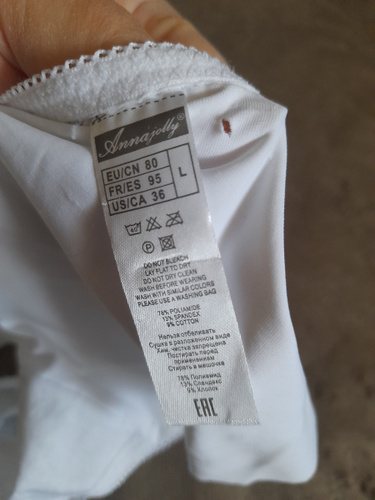 Annajolly®
EU/CN 80
FR/ES 95
US/CA 36
L
40
P
DO NOT BLEACH
LAY FLAT TO DRY
DO NOT DRY CLEAN
WASH BEFORE WEARING
WASH WITH SIMILAR COLORS
PLEASE USE A WASHING BAG
78% POLIAMIDE
13% SPANDEX
9% COTTON
Нельзя отбеливать
Сушка в разложенном виде
Хим. чистка запрещена
Постирать перед
применением
Стирать в мешочке
78% Полиамид
13% Спандекс
9% Хлопок
EAC